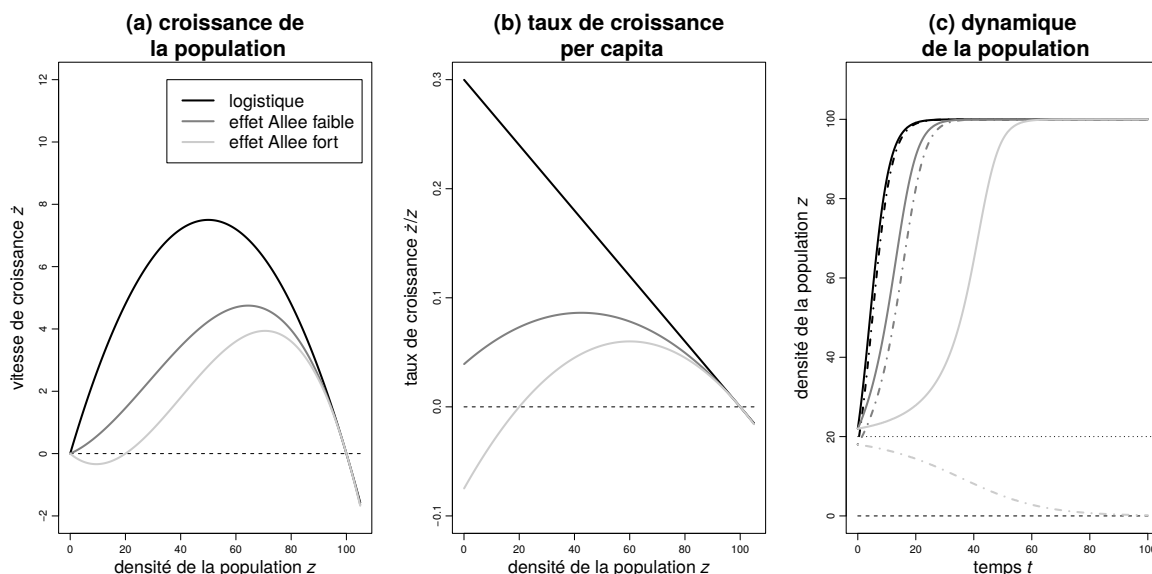 (a) croissance de
la population
12
10
8
6
4
2
0
−2
vitesse de croissance ż
logistique
effet Allee faible
effet Allee fort
0 20 40 60 80 100
densité de la population z
(b) taux de croissance
per capita
0.3
0.2
0.1
0.0
−0.1
taux de croissance ż/z
0 20 40 60 80 100
densité de la population z
(c) dynamique
de la population
100
80
60
40
20
0
densité de la population z
0 20 40 60 80 100
temps t